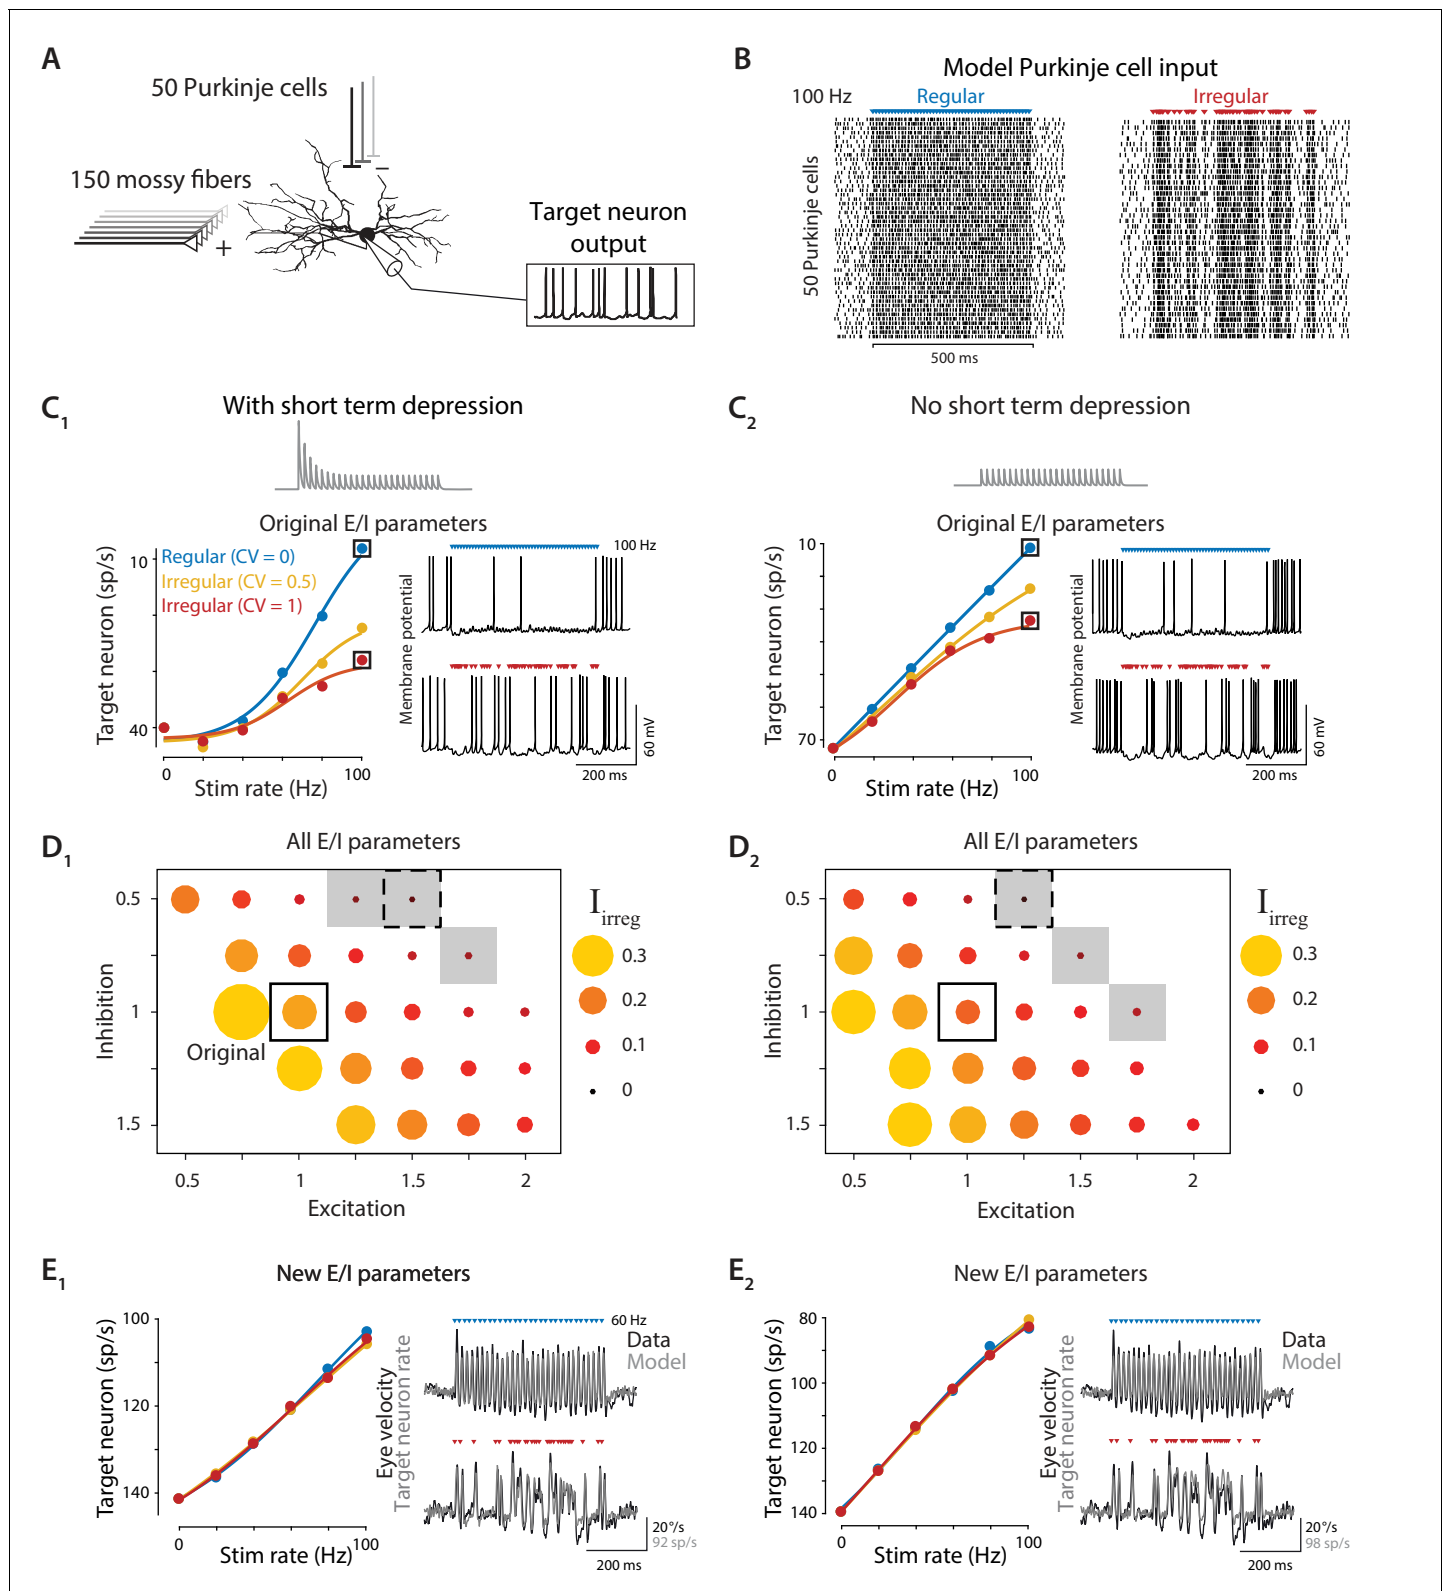 A
50 Purkinje cells
−
150 mossy fibers
+
Target neuron
output
B
Model Purkinje cell input
100 Hz
Regular
Irregular
50 Purkinje cells
500 ms
C1
With short term depression
Original E/I parameters
Target neuron (sp/s)
10
40
Regular (CV = 0)
Irregular (CV = 0.5)
Irregular (CV = 1)
0
100
Stim rate (Hz)
Membrane potential
100 Hz
60 mV
200 ms
C2
No short term depression
Original E/I parameters
Target neuron (sp/s)
10
70
0
100
Stim rate (Hz)
Membrane potential
60 mV
200 ms
D1
All E/I parameters
Inhibition
0.5
1
1.5
Original
0.5
1
1.5
2
Excitation
Iirreg
0.3
0.2
0.1
0
D2
All E/I parameters
Inhibition
0.5
1
1.5
0.5
1
1.5
2
Excitation
Iirreg
0.3
0.2
0.1
0
E1
New E/I parameters
Target neuron (sp/s)
100
120
140
0
100
Stim rate (Hz)
Eye velocity
Target neuron rate
60 Hz
Data
Model
20°/s
92 sp/s
200 ms
E2
New E/I parameters
Target neuron (sp/s)
80
100
120
140
0
100
Stim rate (Hz)
Eye velocity
Target neuron rate
Data
Model
20°/s
98 sp/s
200 ms